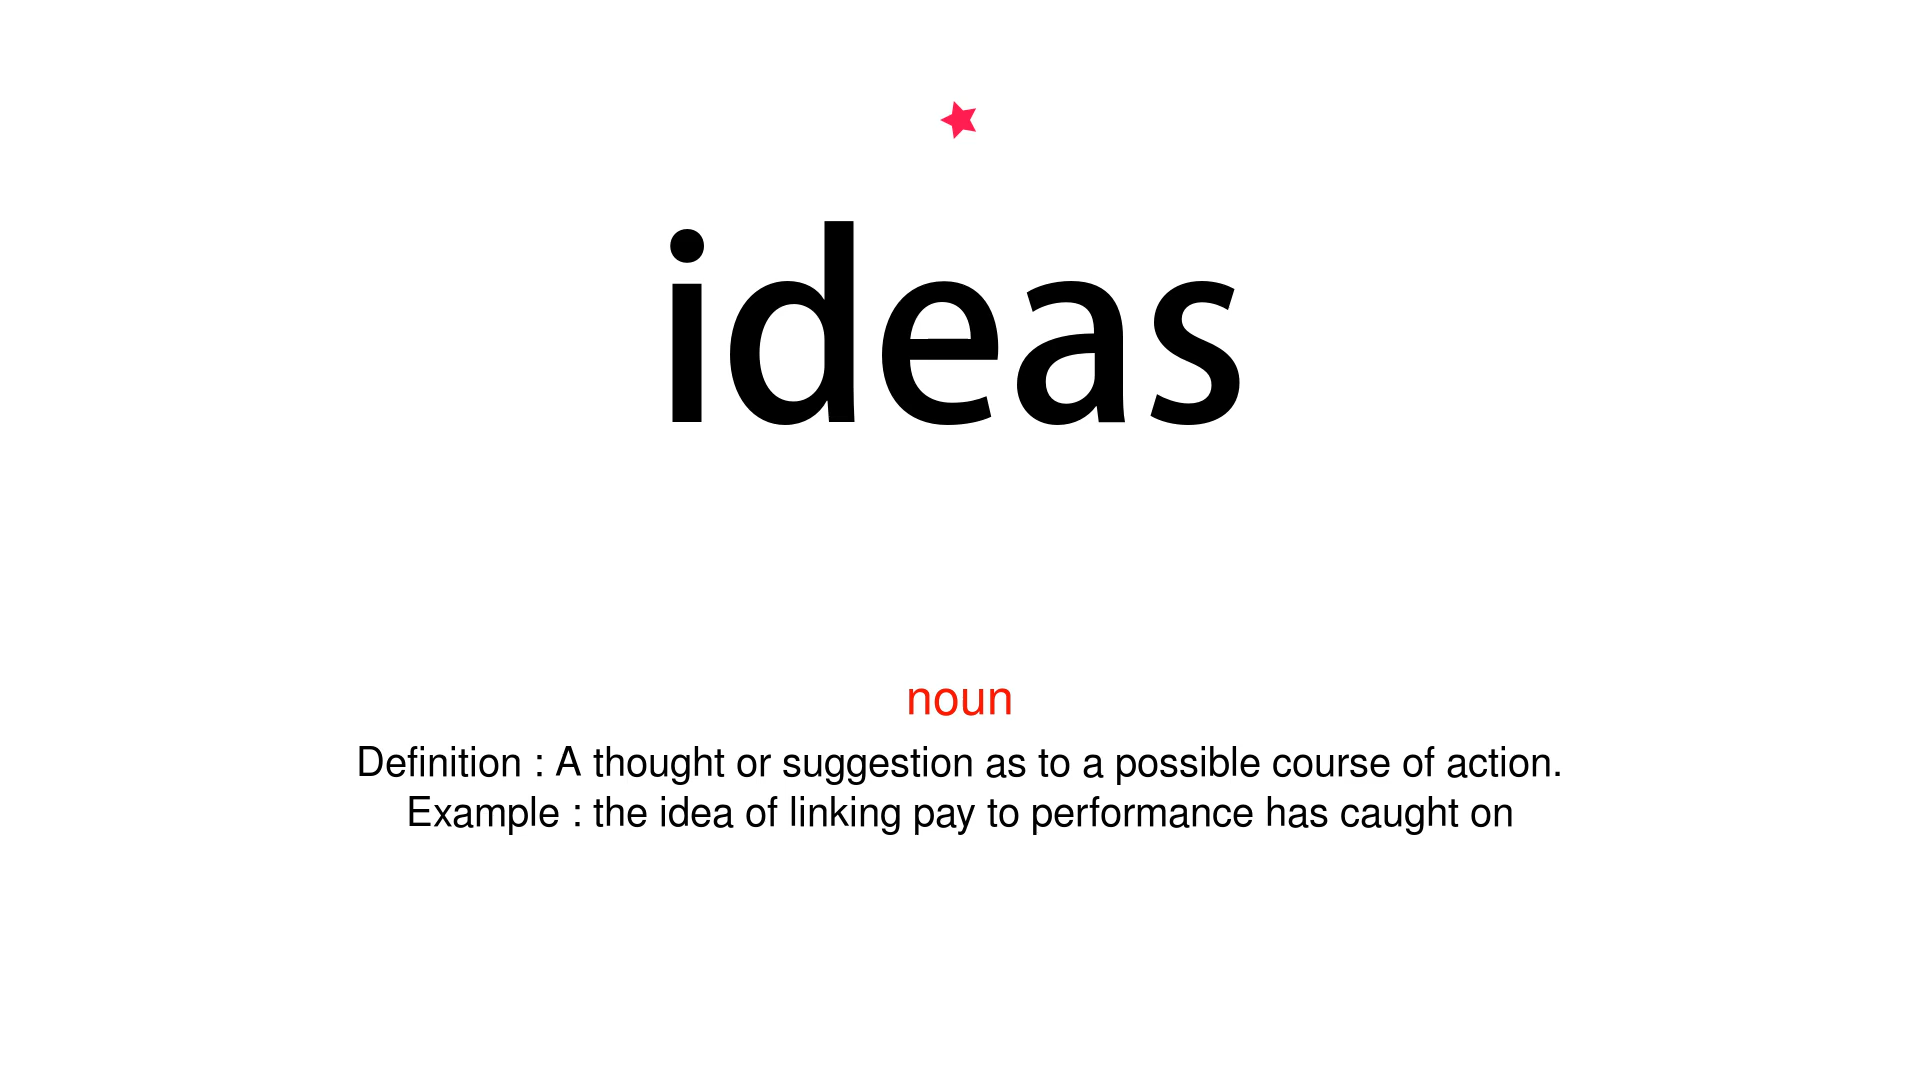 ideas
noun
Definition : A thought or suggestion as to a possible course of action.
Example : the idea of linking pay to performance has caught on